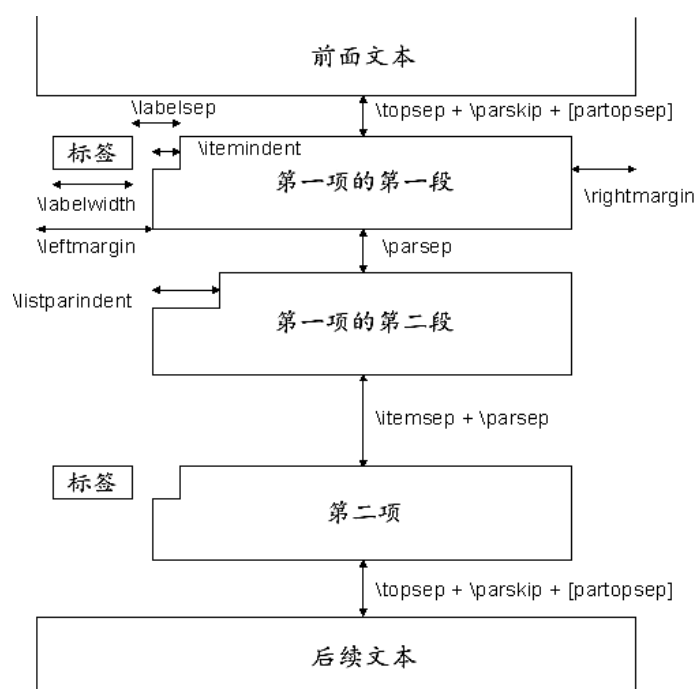 前面文本
\labelsep
\topsep + \parskip + [partopsep]
标签
\itemindent
第一项的第一段
\labelwidth
\rightmargin
\leftmargin
\parsep
\listparindent
第一项的第二段
\itemsep + \parsep
标签
第二项
\topsep + \parskip + [partopsep]
后续文本